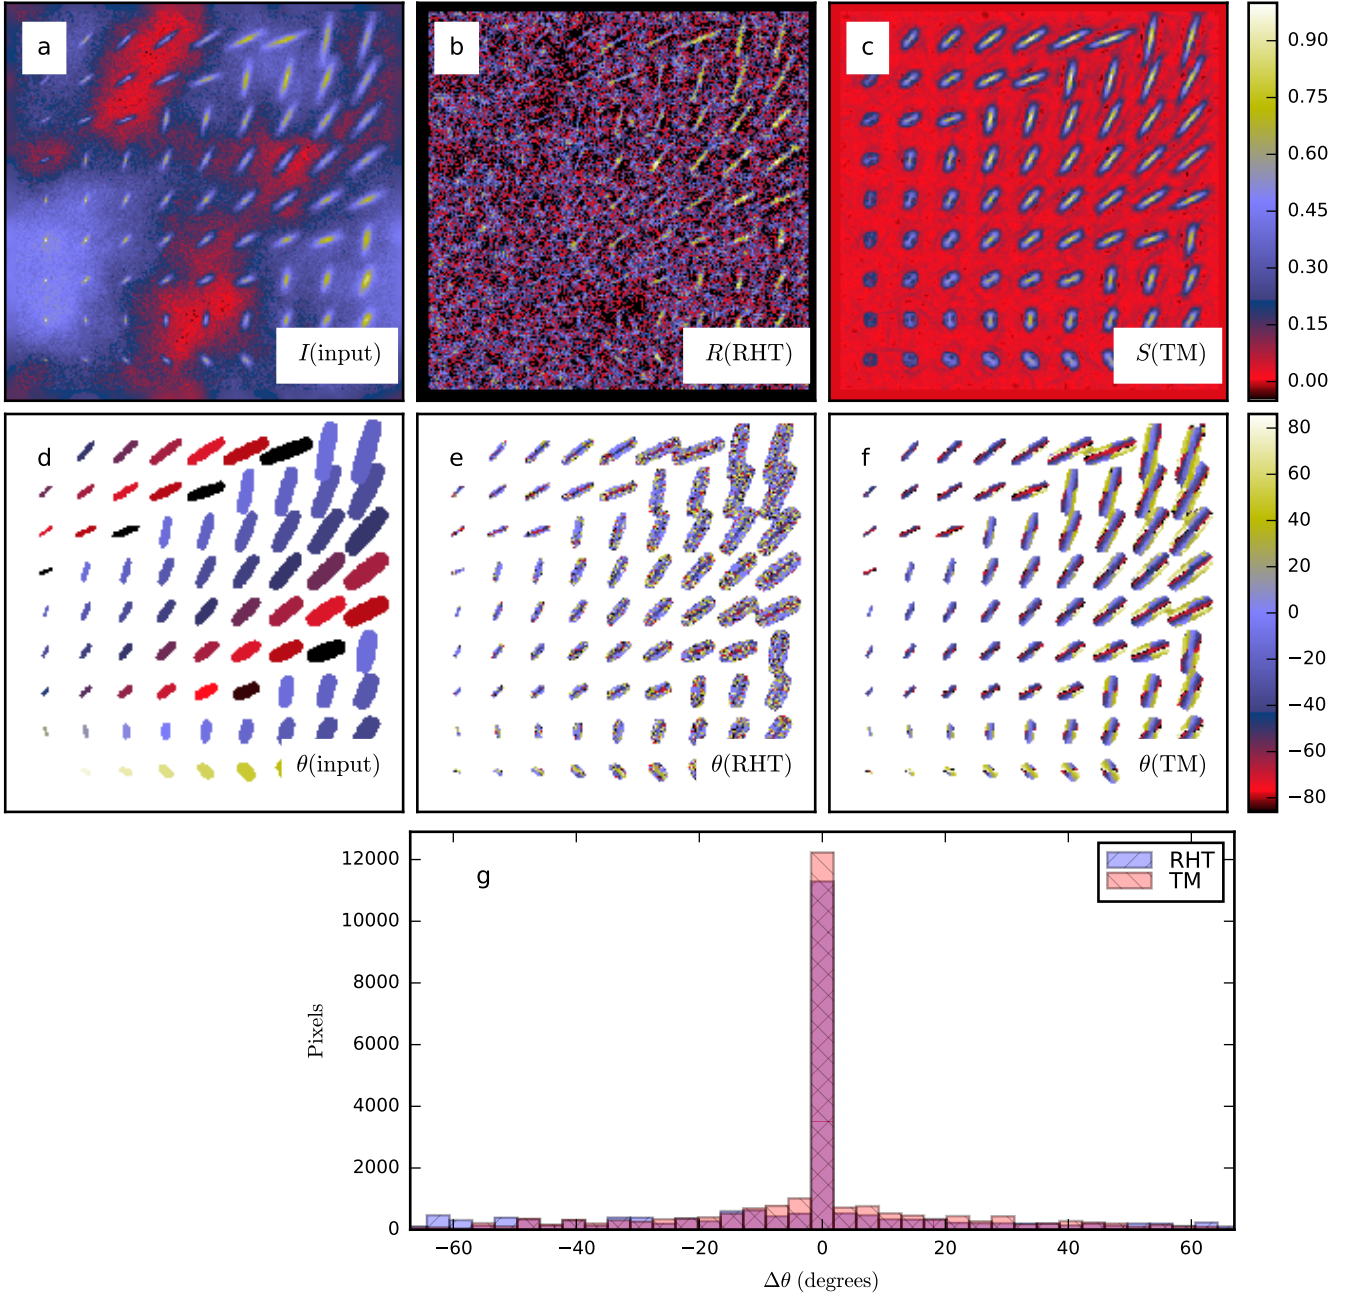 a
b
c
I(input)
R(RHT)
S(TM)
0.90
0.75
0.60
0.45
0.30
0.15
0.00
d
e
f
θ(input)
θ(RHT)
θ(TM)
80
60
40
20
0
−20
−40
−60
−80
g
RHT
TM
12000
10000
8000
6000
4000
2000
0
Pixels
−60
−40
−20
0
20
40
60
Δθ (degrees)